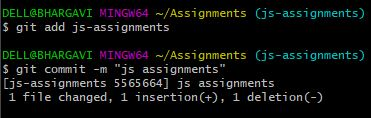 DELL@BHARGAVI MINGW64 ~/Assignments (js-assignments)
$ git add js-assignments
DELL@BHARGAVI MINGW64 ~/Assignments (js-assignments)
$ git commit -m "js assignments"
[js-assignments 5565664] js assignments
 1 file changed, 1 insertion(+), 1 deletion(-)